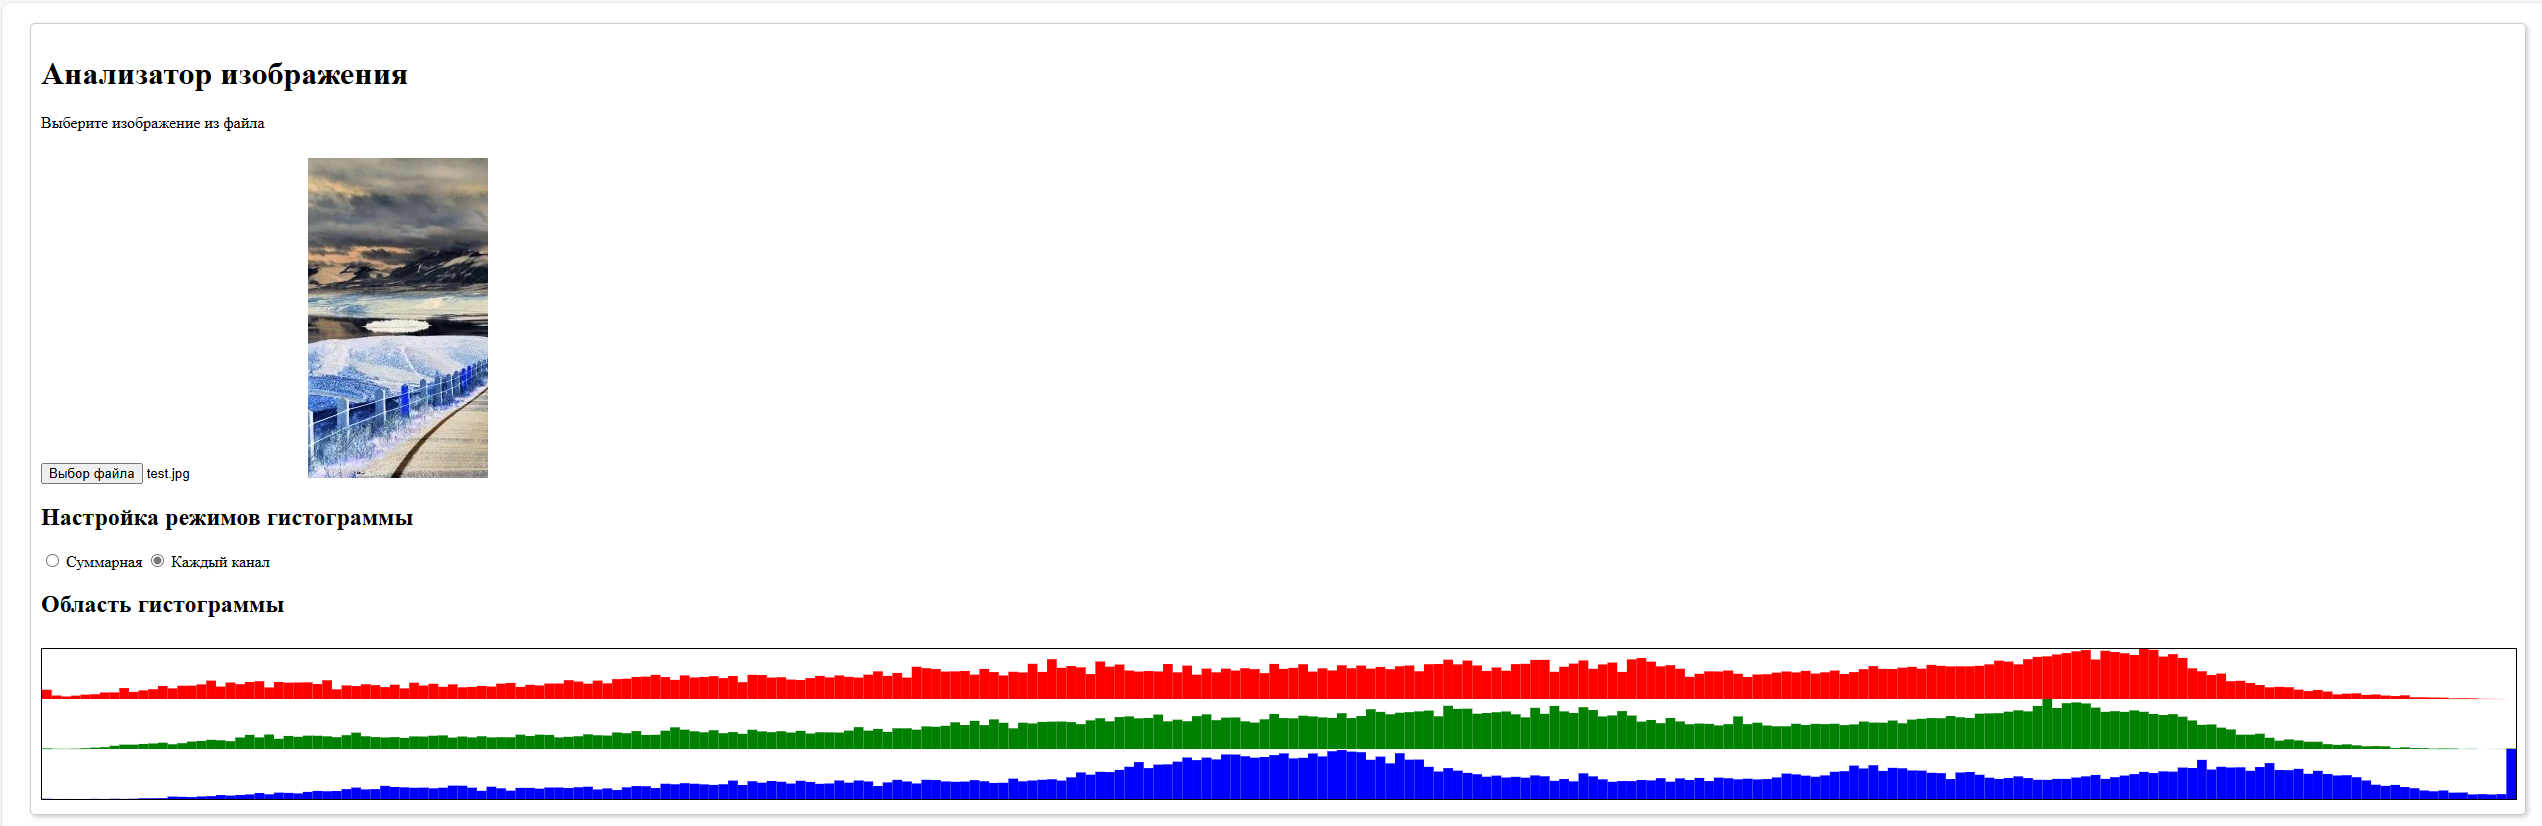 Анализатор изображения
Выберите изображение из файла
Выбор файла test.jpg
Настройка режимов гистограммы
Суммарная Каждый канал
Область гистограммы